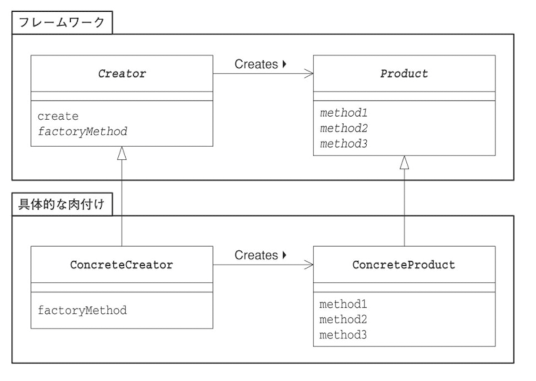 フレームワーク
Creator
Creates
Product
create
factoryMethod
method1
method2
method3
具体的な肉付け
ConcreteCreator
Creates
ConcreteProduct
factoryMethod
method1
method2
method3